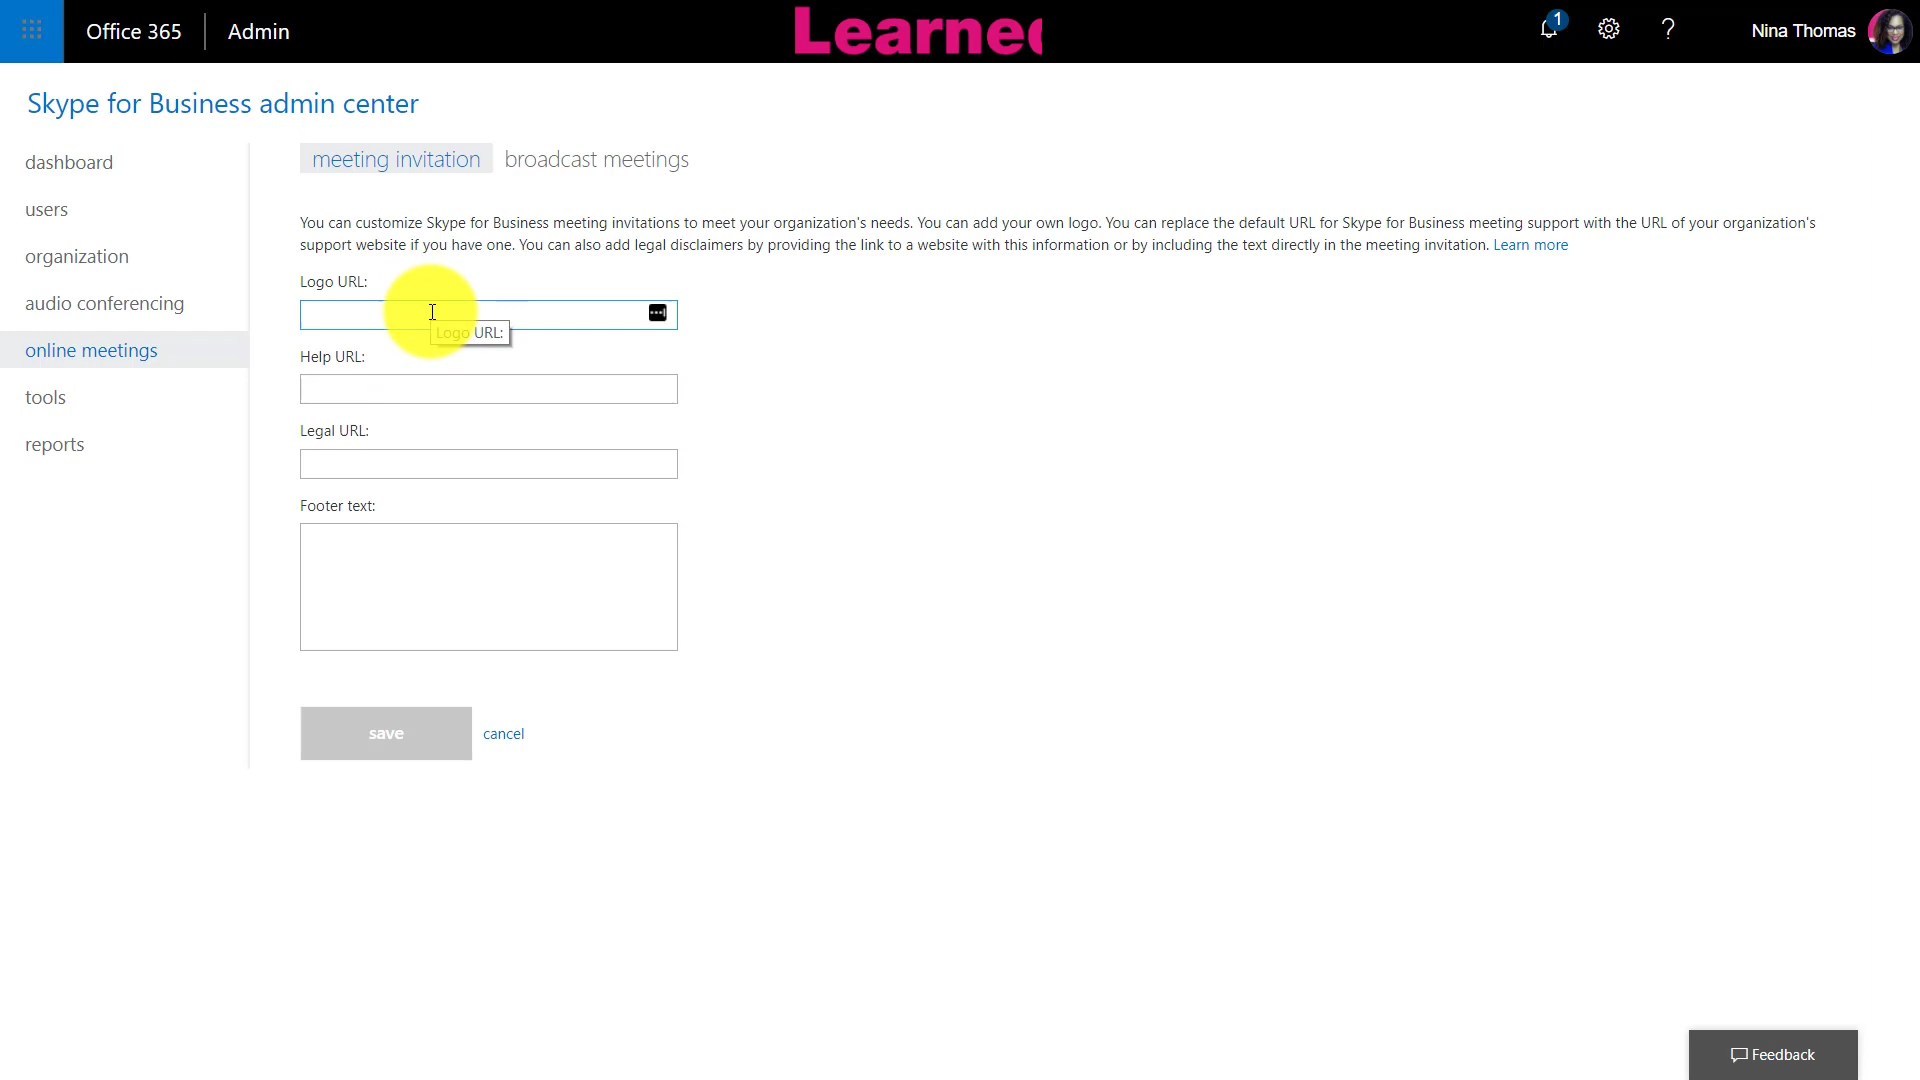 Office 365
Admin
Learned
1
?
Nina Thomas
Skype for Business admin center
dashboard
users
organization
audio conferencing
online meetings
tools
reports
meeting invitation
broadcast meetings
You can customize Skype for Business meeting invitations to meet your organization's needs. You can add your own logo. You can replace the default URL for Skype for Business meeting support with the URL of your organization's
support website if you have one. You can also add legal disclaimers by providing the link to a website with this information or by including the text directly in the meeting invitation. Learn more
Logo URL:
Logo URL:
Help URL:
Legal URL:
Footer text:
save
cancel
Feedback